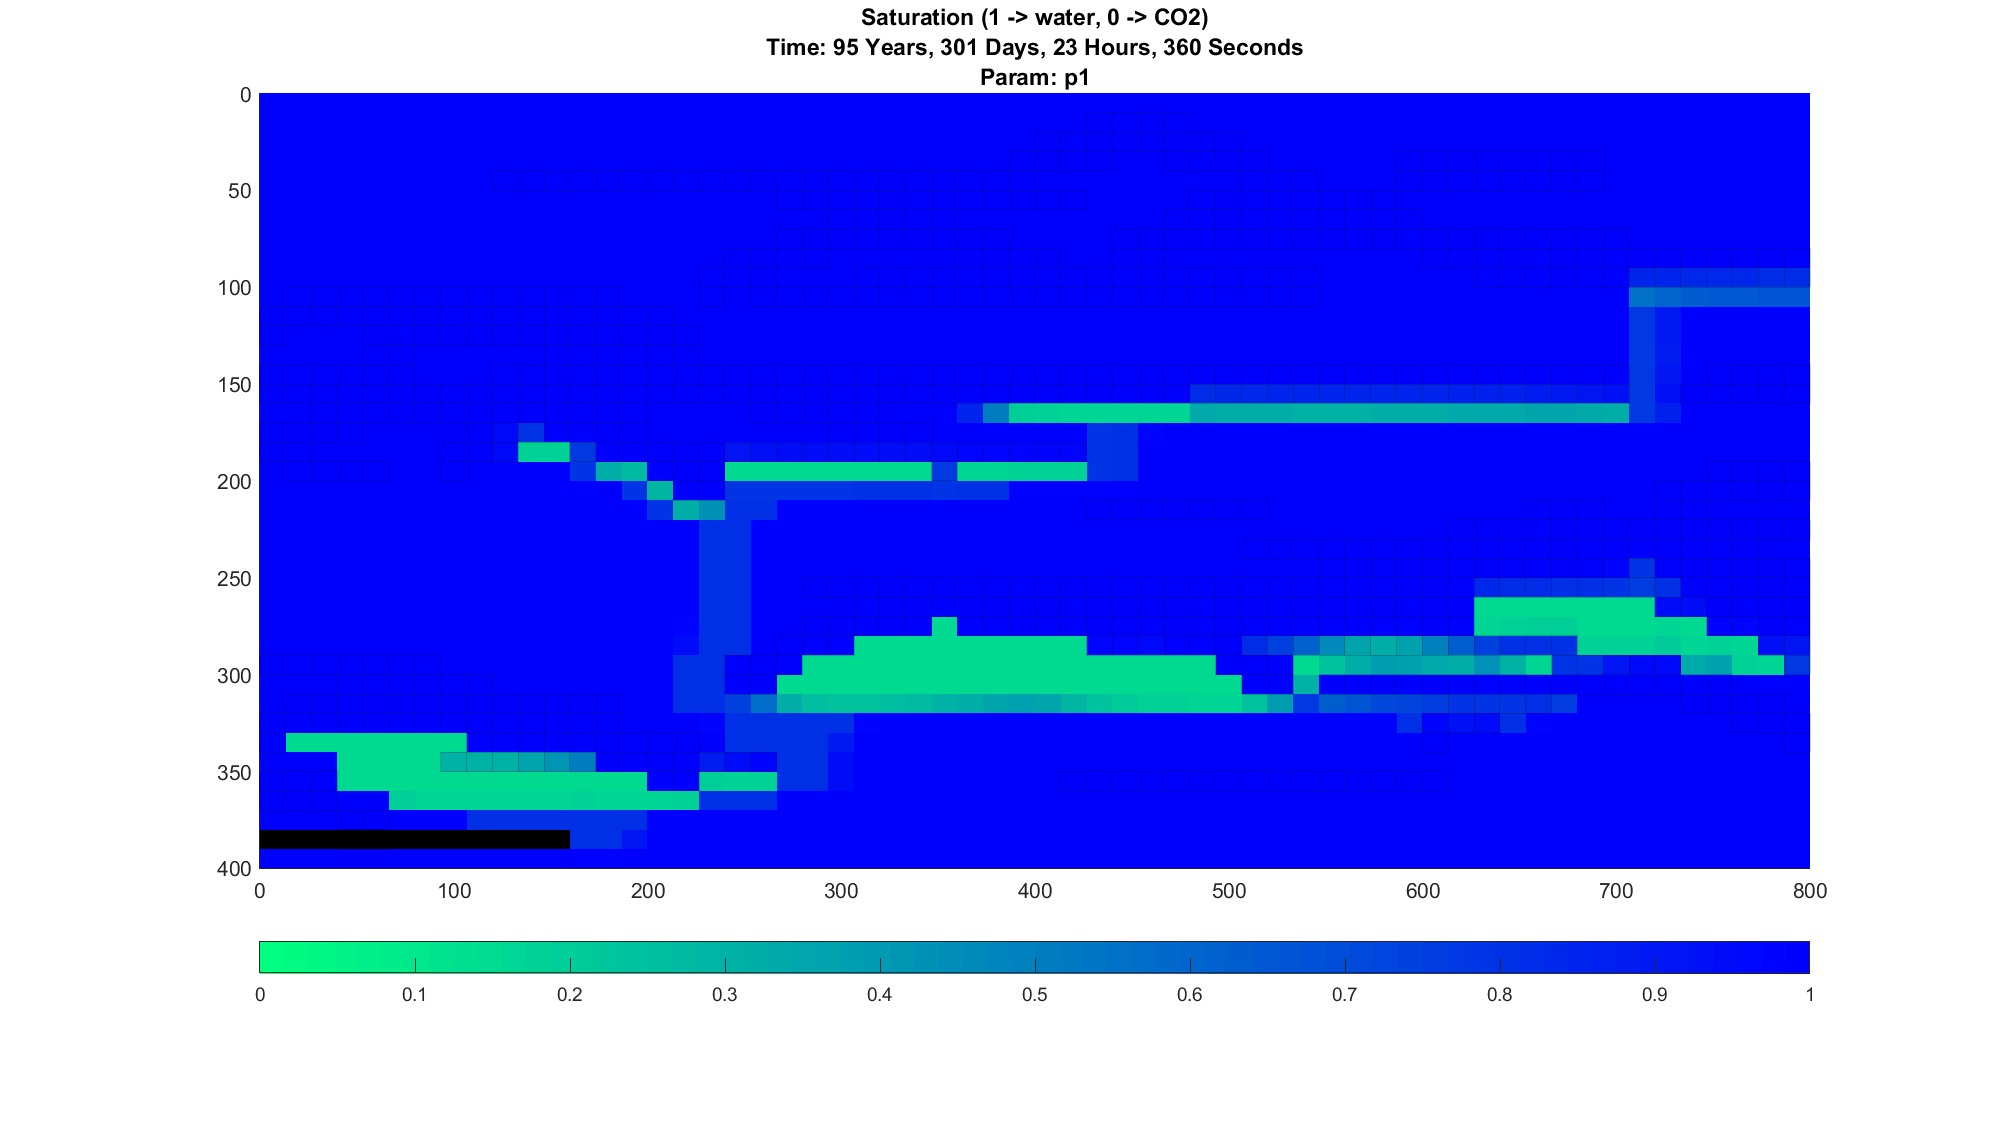 Saturation (1 -> water, 0 -> CO2)
Time: 95 Years, 301 Days, 23 Hours, 360 Seconds
Param: p1
0
50
100
150
200
250
300
350
400
0 100 200 300 400 500 600 700 800
0 0.1 0.2 0.3 0.4 0.5 0.6 0.7 0.8 0.9 1